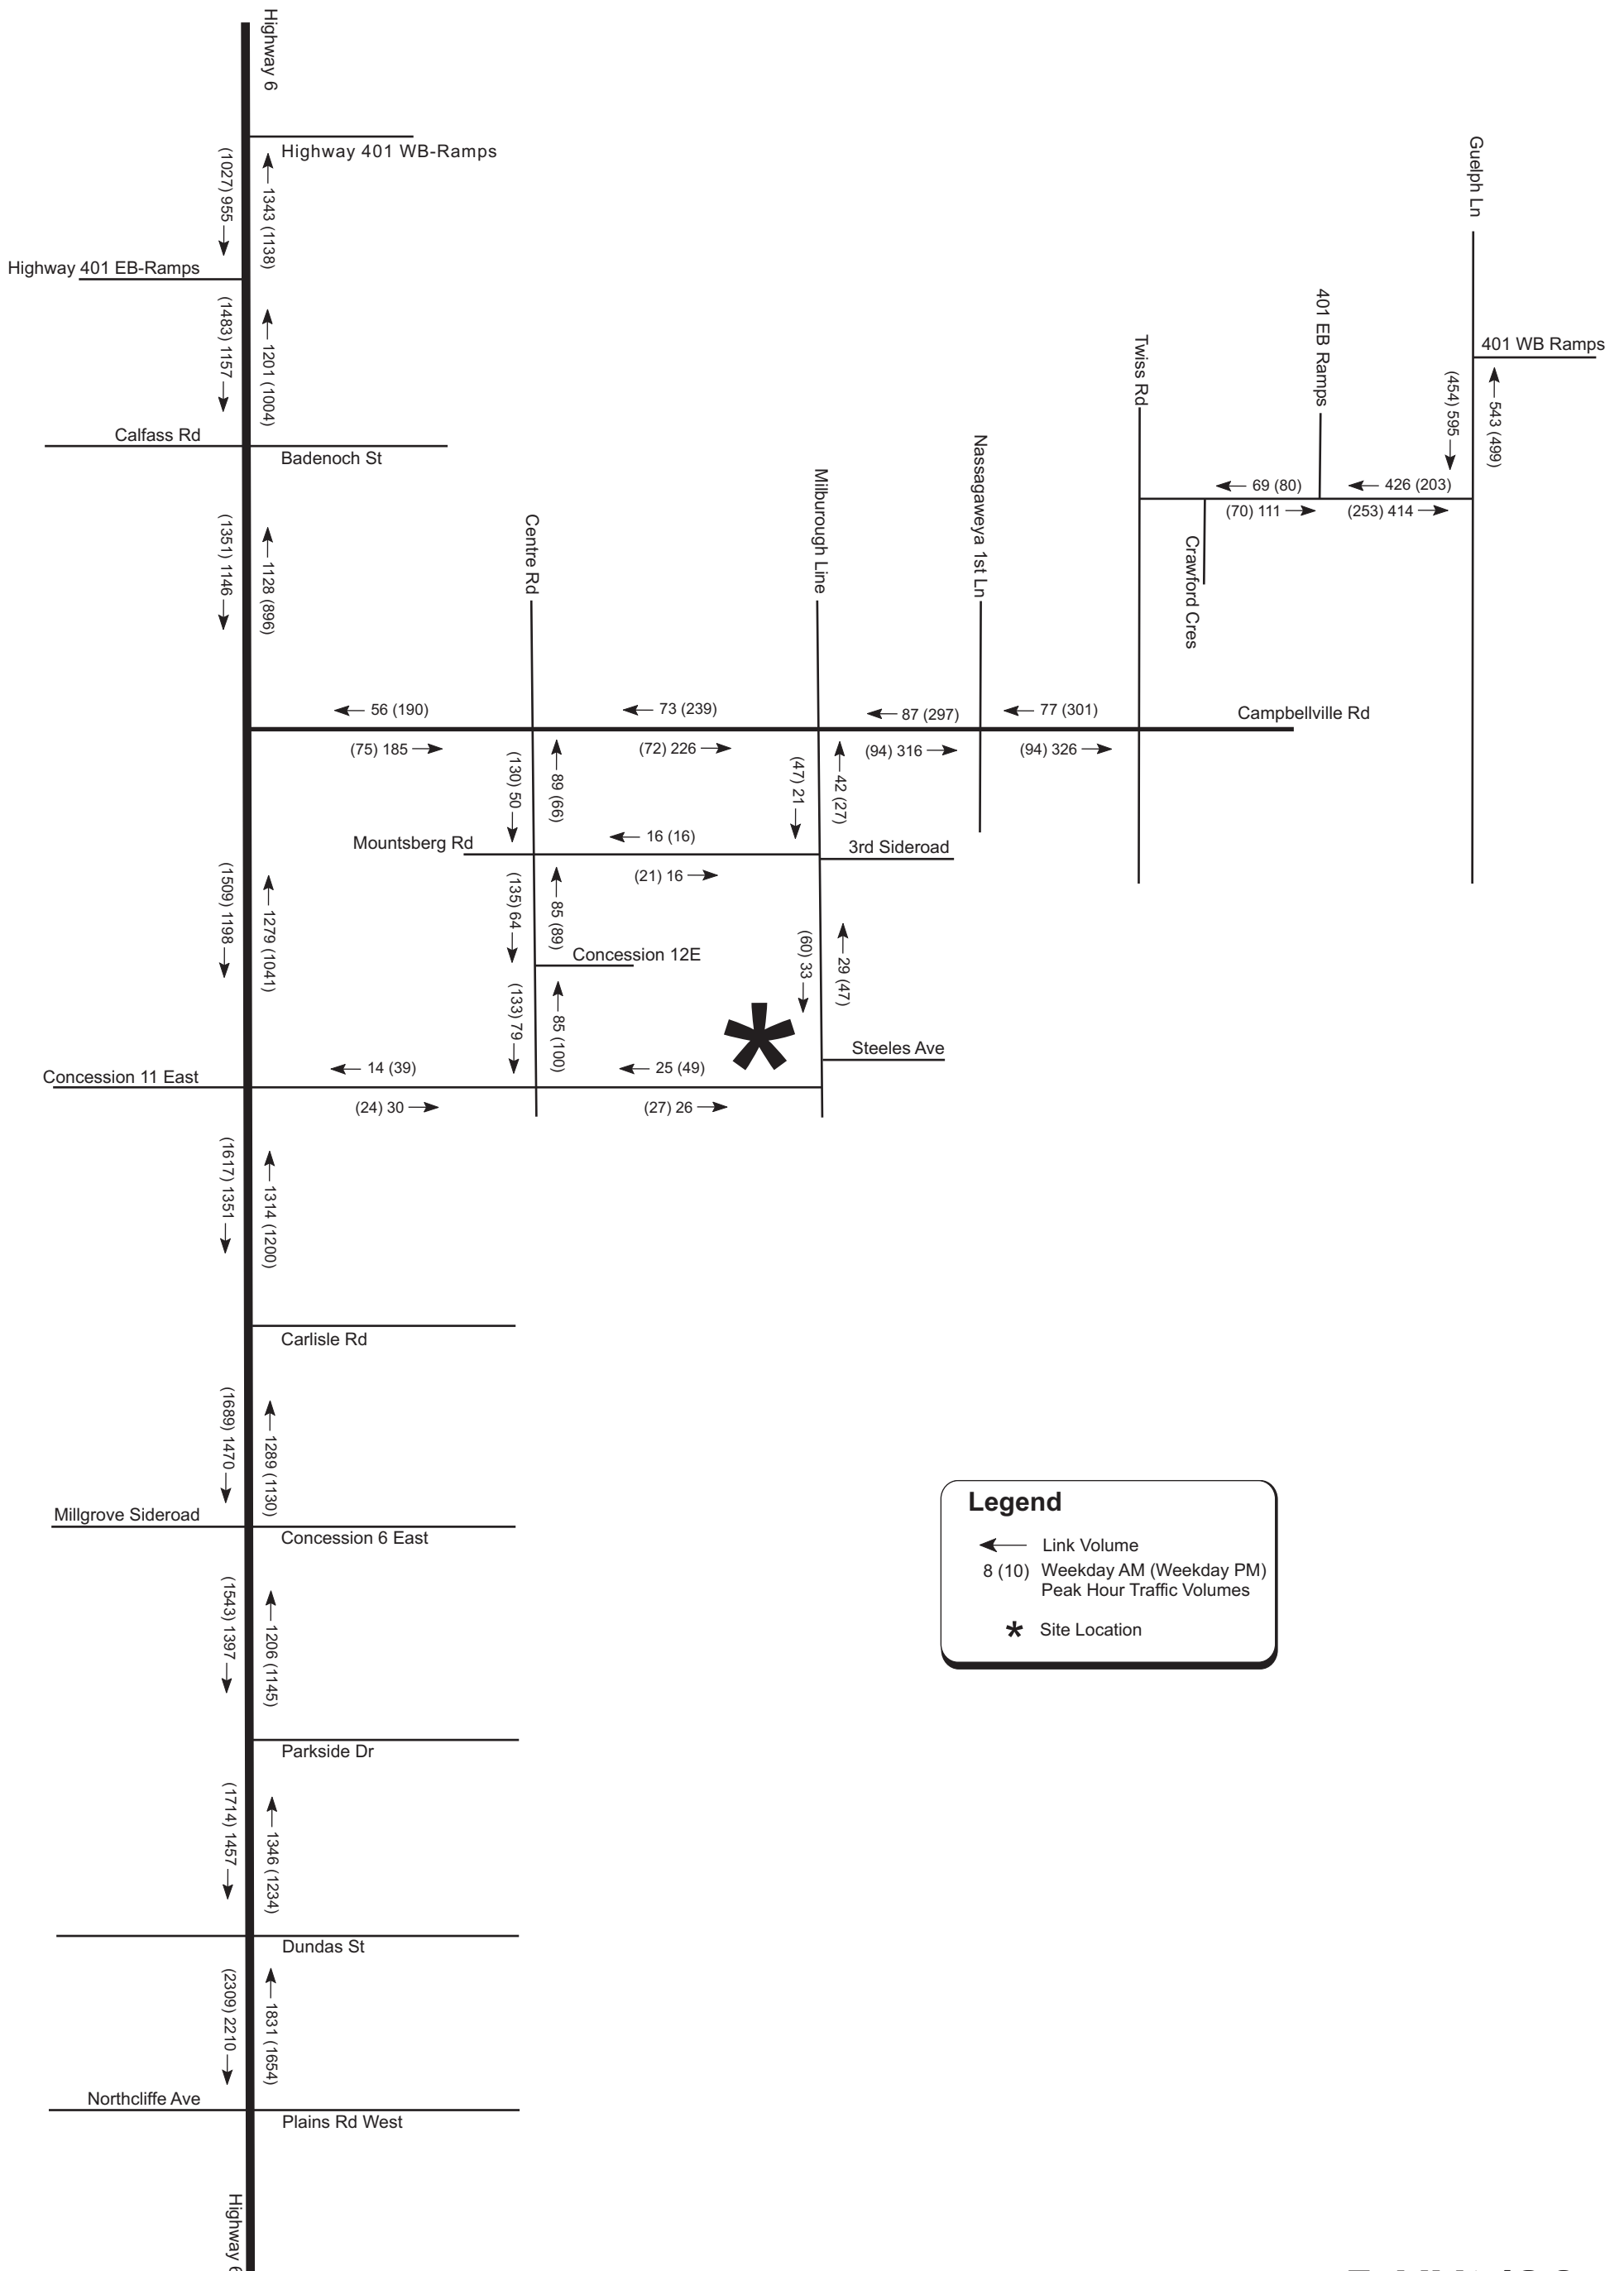 Highway 6
Highway 401 WB-Ramps
(1027) 955
1343 (1138)
Highway 401 EB-Ramps
(1483) 1157
1201 (1004)
Calfass Rd
Badenoch St
(1351) 1146
1128 (896)
Guelph Ln
401 WB Ramps
(454) 595
543 (499)
401 EB Ramps
Twiss Rd
69 (80)
426 (203)
(70) 111
(253) 414
Crawford Cres
Nassagaweya 1st Ln
Milburough Line
Centre Rd
56 (190)
73 (239)
87 (297)
77 (301)
Campbellville Rd
(75) 185
(72) 226
(94) 316
(94) 326
(130) 50
89 (66)
(47) 21
42 (27)
Mountsberg Rd
16 (16)
3rd Sideroad
(21) 16
(1509) 1198
1279 (1041)
(135) 64
85 (89)
Concession 12E
(60) 33
29 (47)
(133) 79
85 (100)
Steeles Ave
Concession 11 East
14 (39)
25 (49)
(24) 30
(27) 26
(1617) 1351
1314 (1200)
Carlisle Rd
(1689) 1470
1289 (1130)
Millgrove Sideroad
Concession 6 East
Legend
Link Volume
8 (10) Weekday AM (Weekday PM)
Peak Hour Traffic Volumes
* Site Location
(1543) 1397
1206 (1145)
Parkside Dr
(1714) 1457
1346 (1234)
Dundas St
(2309) 2210
1831 (1654)
Northcliffe Ave
Plains Rd West
Highway 6